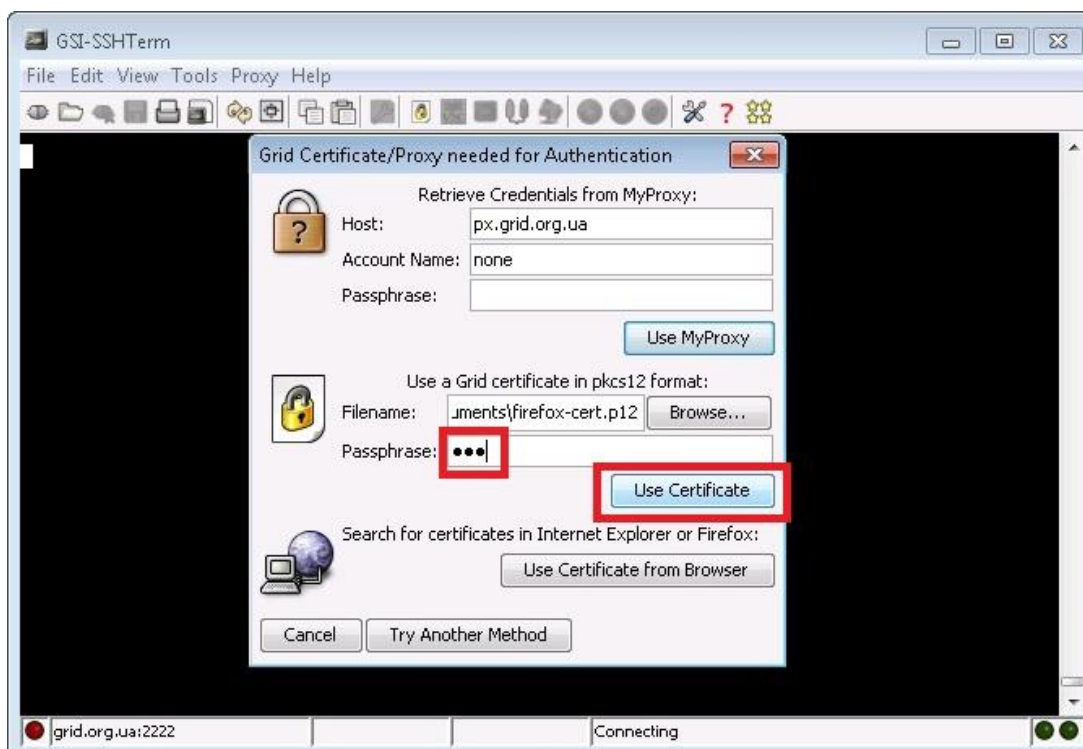 GSI-SSHTerm
File Edit View Tools Proxy Help
Grid Certificate/Proxy needed for Authentication
Retrieve Credentials from MyProxy:
Host: px.grid.org.ua
Account Name: none
Passphrase:
Use MyProxy
Use a Grid certificate in pkcs12 format:
Filename: uments\firefox-cert.p12 Browse...
Passphrase: •••
Use Certificate
Search for certificates in Internet Explorer or Firefox:
Use Certificate from Browser
Cancel Try Another Method
grid.org.ua:2222 Connecting